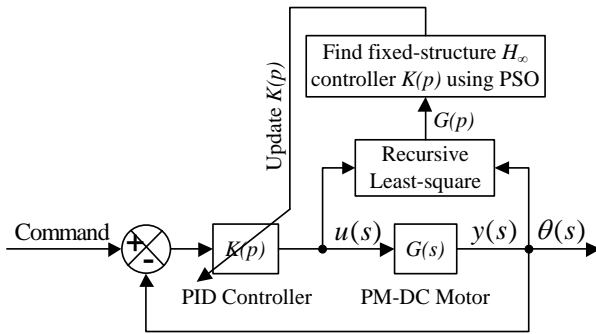 Find fixed-structure H∞
controller K(p) using PSO
Update K(p)
G(p)
Recursive
Least-square
Command
+
-
K(p)
u(s)
G(s)
y(s)
θ(s)
PID Controller
PM-DC Motor